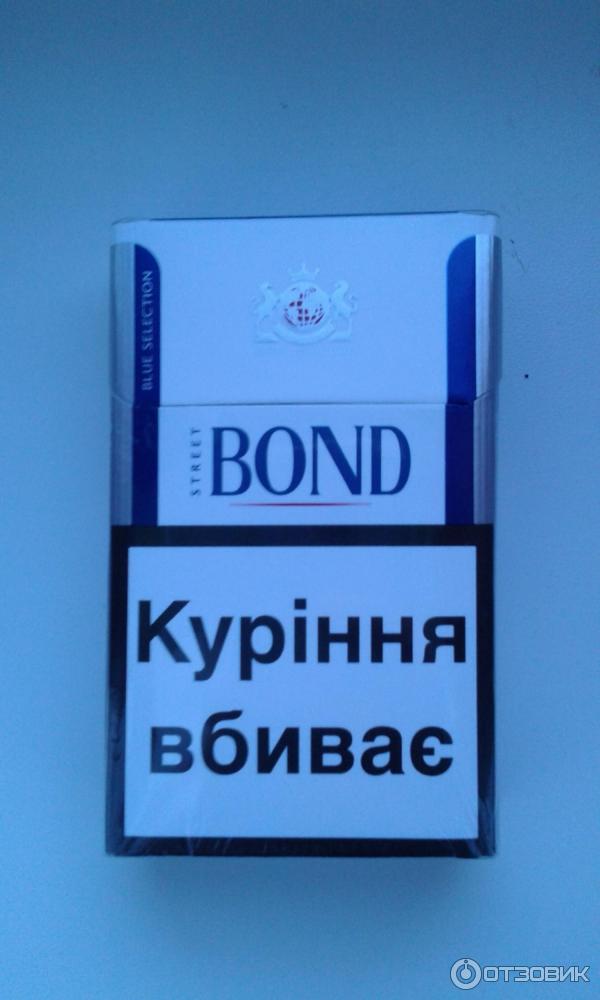 BLUE SELECTION
STREET
BOND
Куріння
вбиває
ОТЗОВИК